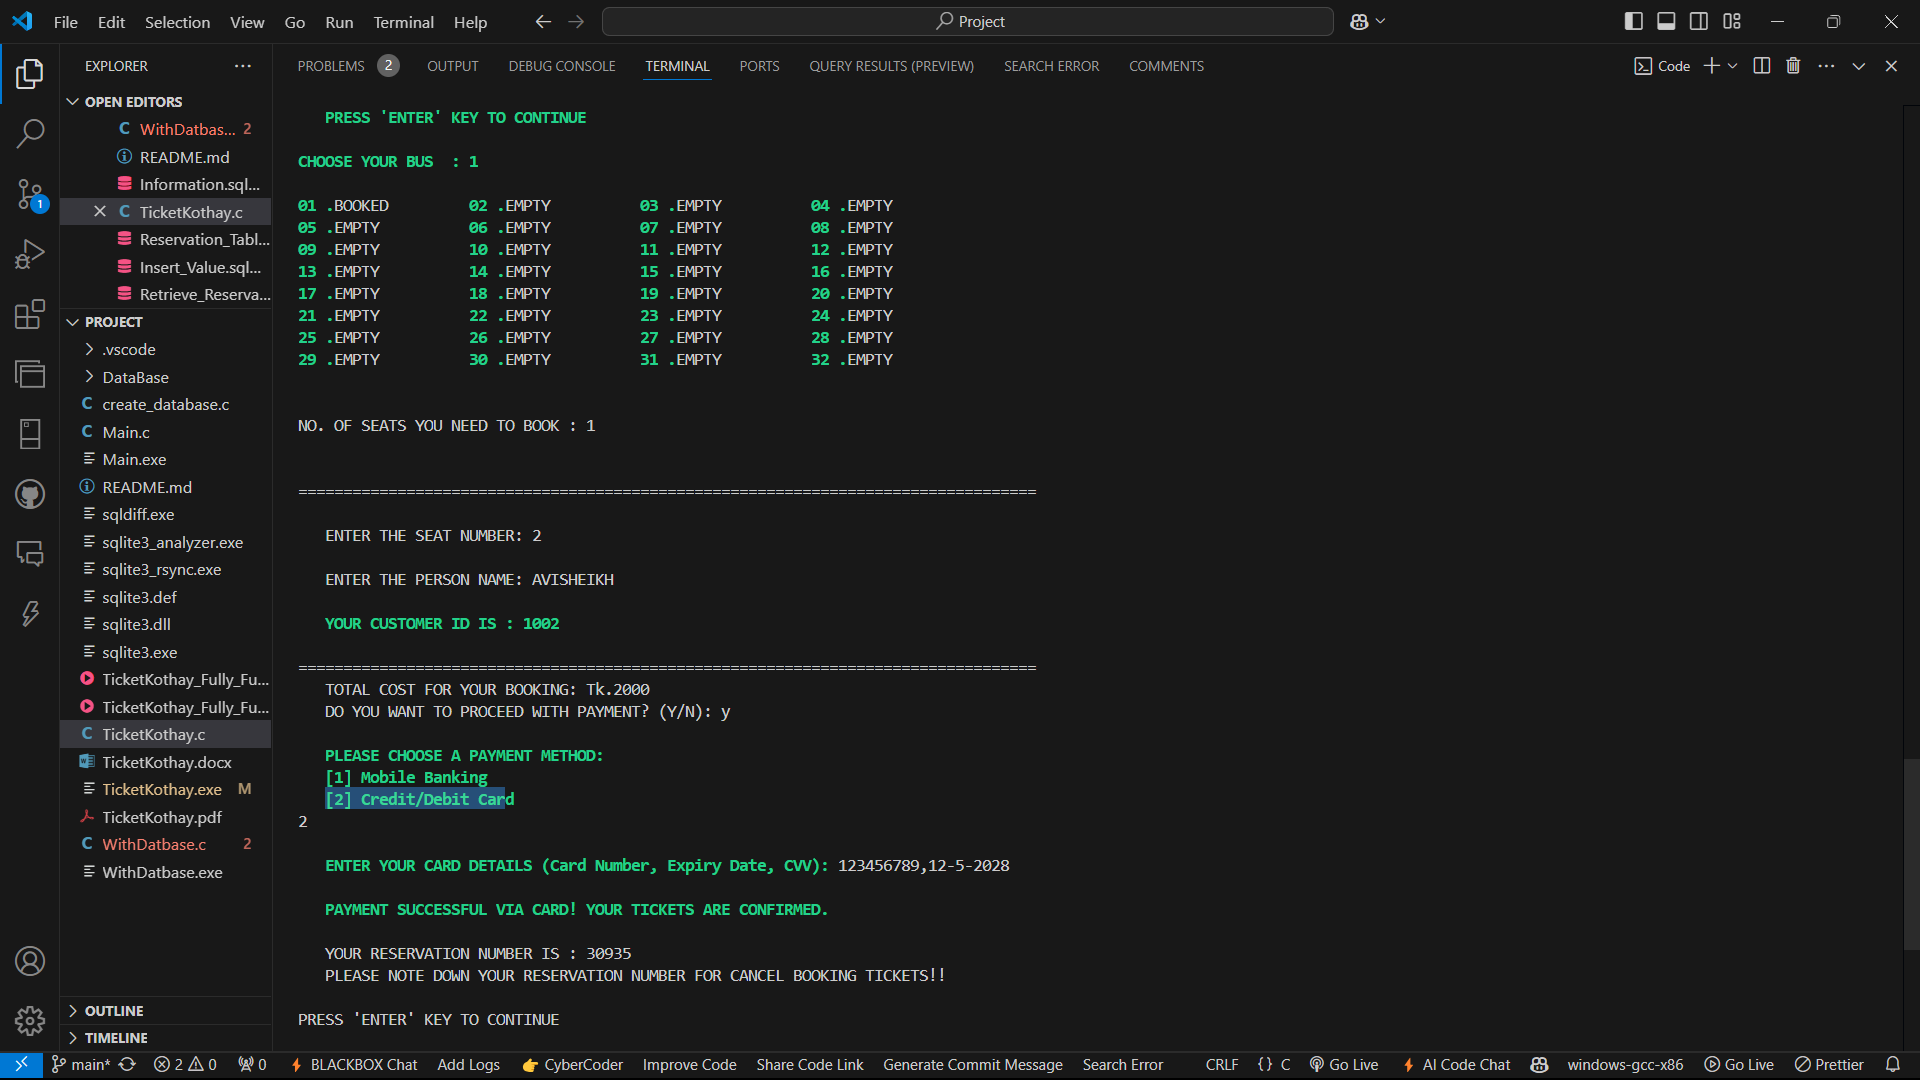 File Edit Selection View Go Run Terminal Help
Project
EXPLORER
OPEN EDITORS
WithDatbas... 2
README.md
Information.sql...
TicketKothay.c
Reservation_Tabl...
Insert_Value.sql...
Retrieve_Reserva...
PROJECT
.vscode
DataBase
create_database.c
Main.c
Main.exe
README.md
sqldiff.exe
sqlite3_analyzer.exe
sqlite3_rsync.exe
sqlite3.def
sqlite3.dll
sqlite3.exe
TicketKothay_Fully_Fu...
TicketKothay_Fully_Fu...
TicketKothay.c
TicketKothay.docx
TicketKothay.exe M
TicketKothay.pdf
WithDatbase.c 2
WithDatbase.exe
OUTLINE
TIMELINE
1
PROBLEMS 2 OUTPUT DEBUG CONSOLE TERMINAL PORTS QUERY RESULTS (PREVIEW) SEARCH ERROR COMMENTS
Code
PRESS 'ENTER' KEY TO CONTINUE
CHOOSE YOUR BUS  : 1
01 .BOOKED 02 .EMPTY 03 .EMPTY 04 .EMPTY
05 .EMPTY 06 .EMPTY 07 .EMPTY 08 .EMPTY
09 .EMPTY 10 .EMPTY 11 .EMPTY 12 .EMPTY
13 .EMPTY 14 .EMPTY 15 .EMPTY 16 .EMPTY
17 .EMPTY 18 .EMPTY 19 .EMPTY 20 .EMPTY
21 .EMPTY 22 .EMPTY 23 .EMPTY 24 .EMPTY
25 .EMPTY 26 .EMPTY 27 .EMPTY 28 .EMPTY
29 .EMPTY 30 .EMPTY 31 .EMPTY 32 .EMPTY
NO. OF SEATS YOU NEED TO BOOK : 1
==================================================================================
ENTER THE SEAT NUMBER: 2
ENTER THE PERSON NAME: AVISHEIKH
YOUR CUSTOMER ID IS : 1002
==================================================================================
TOTAL COST FOR YOUR BOOKING: Tk.2000
DO YOU WANT TO PROCEED WITH PAYMENT? (Y/N): y
PLEASE CHOOSE A PAYMENT METHOD:
[1] Mobile Banking
[2] Credit/Debit Card
2
ENTER YOUR CARD DETAILS (Card Number, Expiry Date, CVV): 123456789,12-5-2028
PAYMENT SUCCESSFUL VIA CARD! YOUR TICKETS ARE CONFIRMED.
YOUR RESERVATION NUMBER IS : 30935
PLEASE NOTE DOWN YOUR RESERVATION NUMBER FOR CANCEL BOOKING TICKETS!!
PRESS 'ENTER' KEY TO CONTINUE
main* 2 0 0 BLACKBOX Chat Add Logs CyberCoder Improve Code Share Code Link Generate Commit Message Search Error CRLF {} C Go Live AI Code Chat windows-gcc-x86 Go Live Prettier